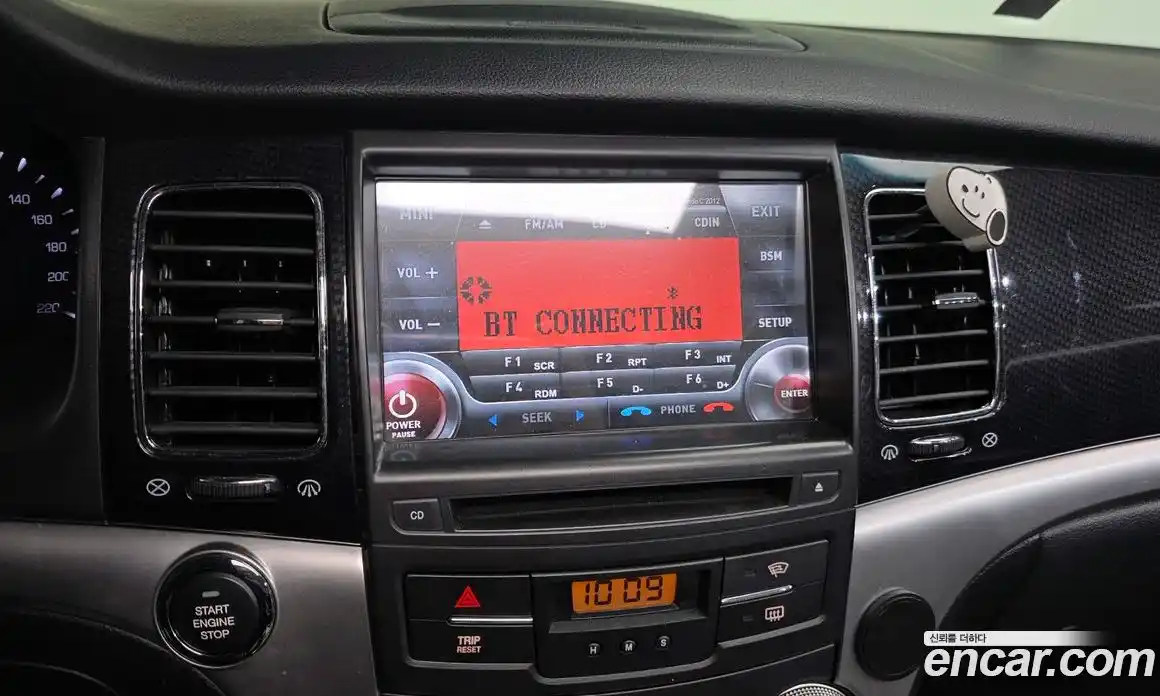 140
160
180
200
220
MINI
FM/AM
CD
CDIN
EXIT
VOL +
BSM
BT CONNECTING
VOL −
SETUP
F1 SCR
F2 RPT
F3 INT
F4 RDM
F5 D-
F6 D+
POWER
PAUSE
SEEK
PHONE
ENTER
CD
START
ENGINE
STOP
10:09
TRIP
RESET
H
M
S
신뢰를 더하다
encar.com